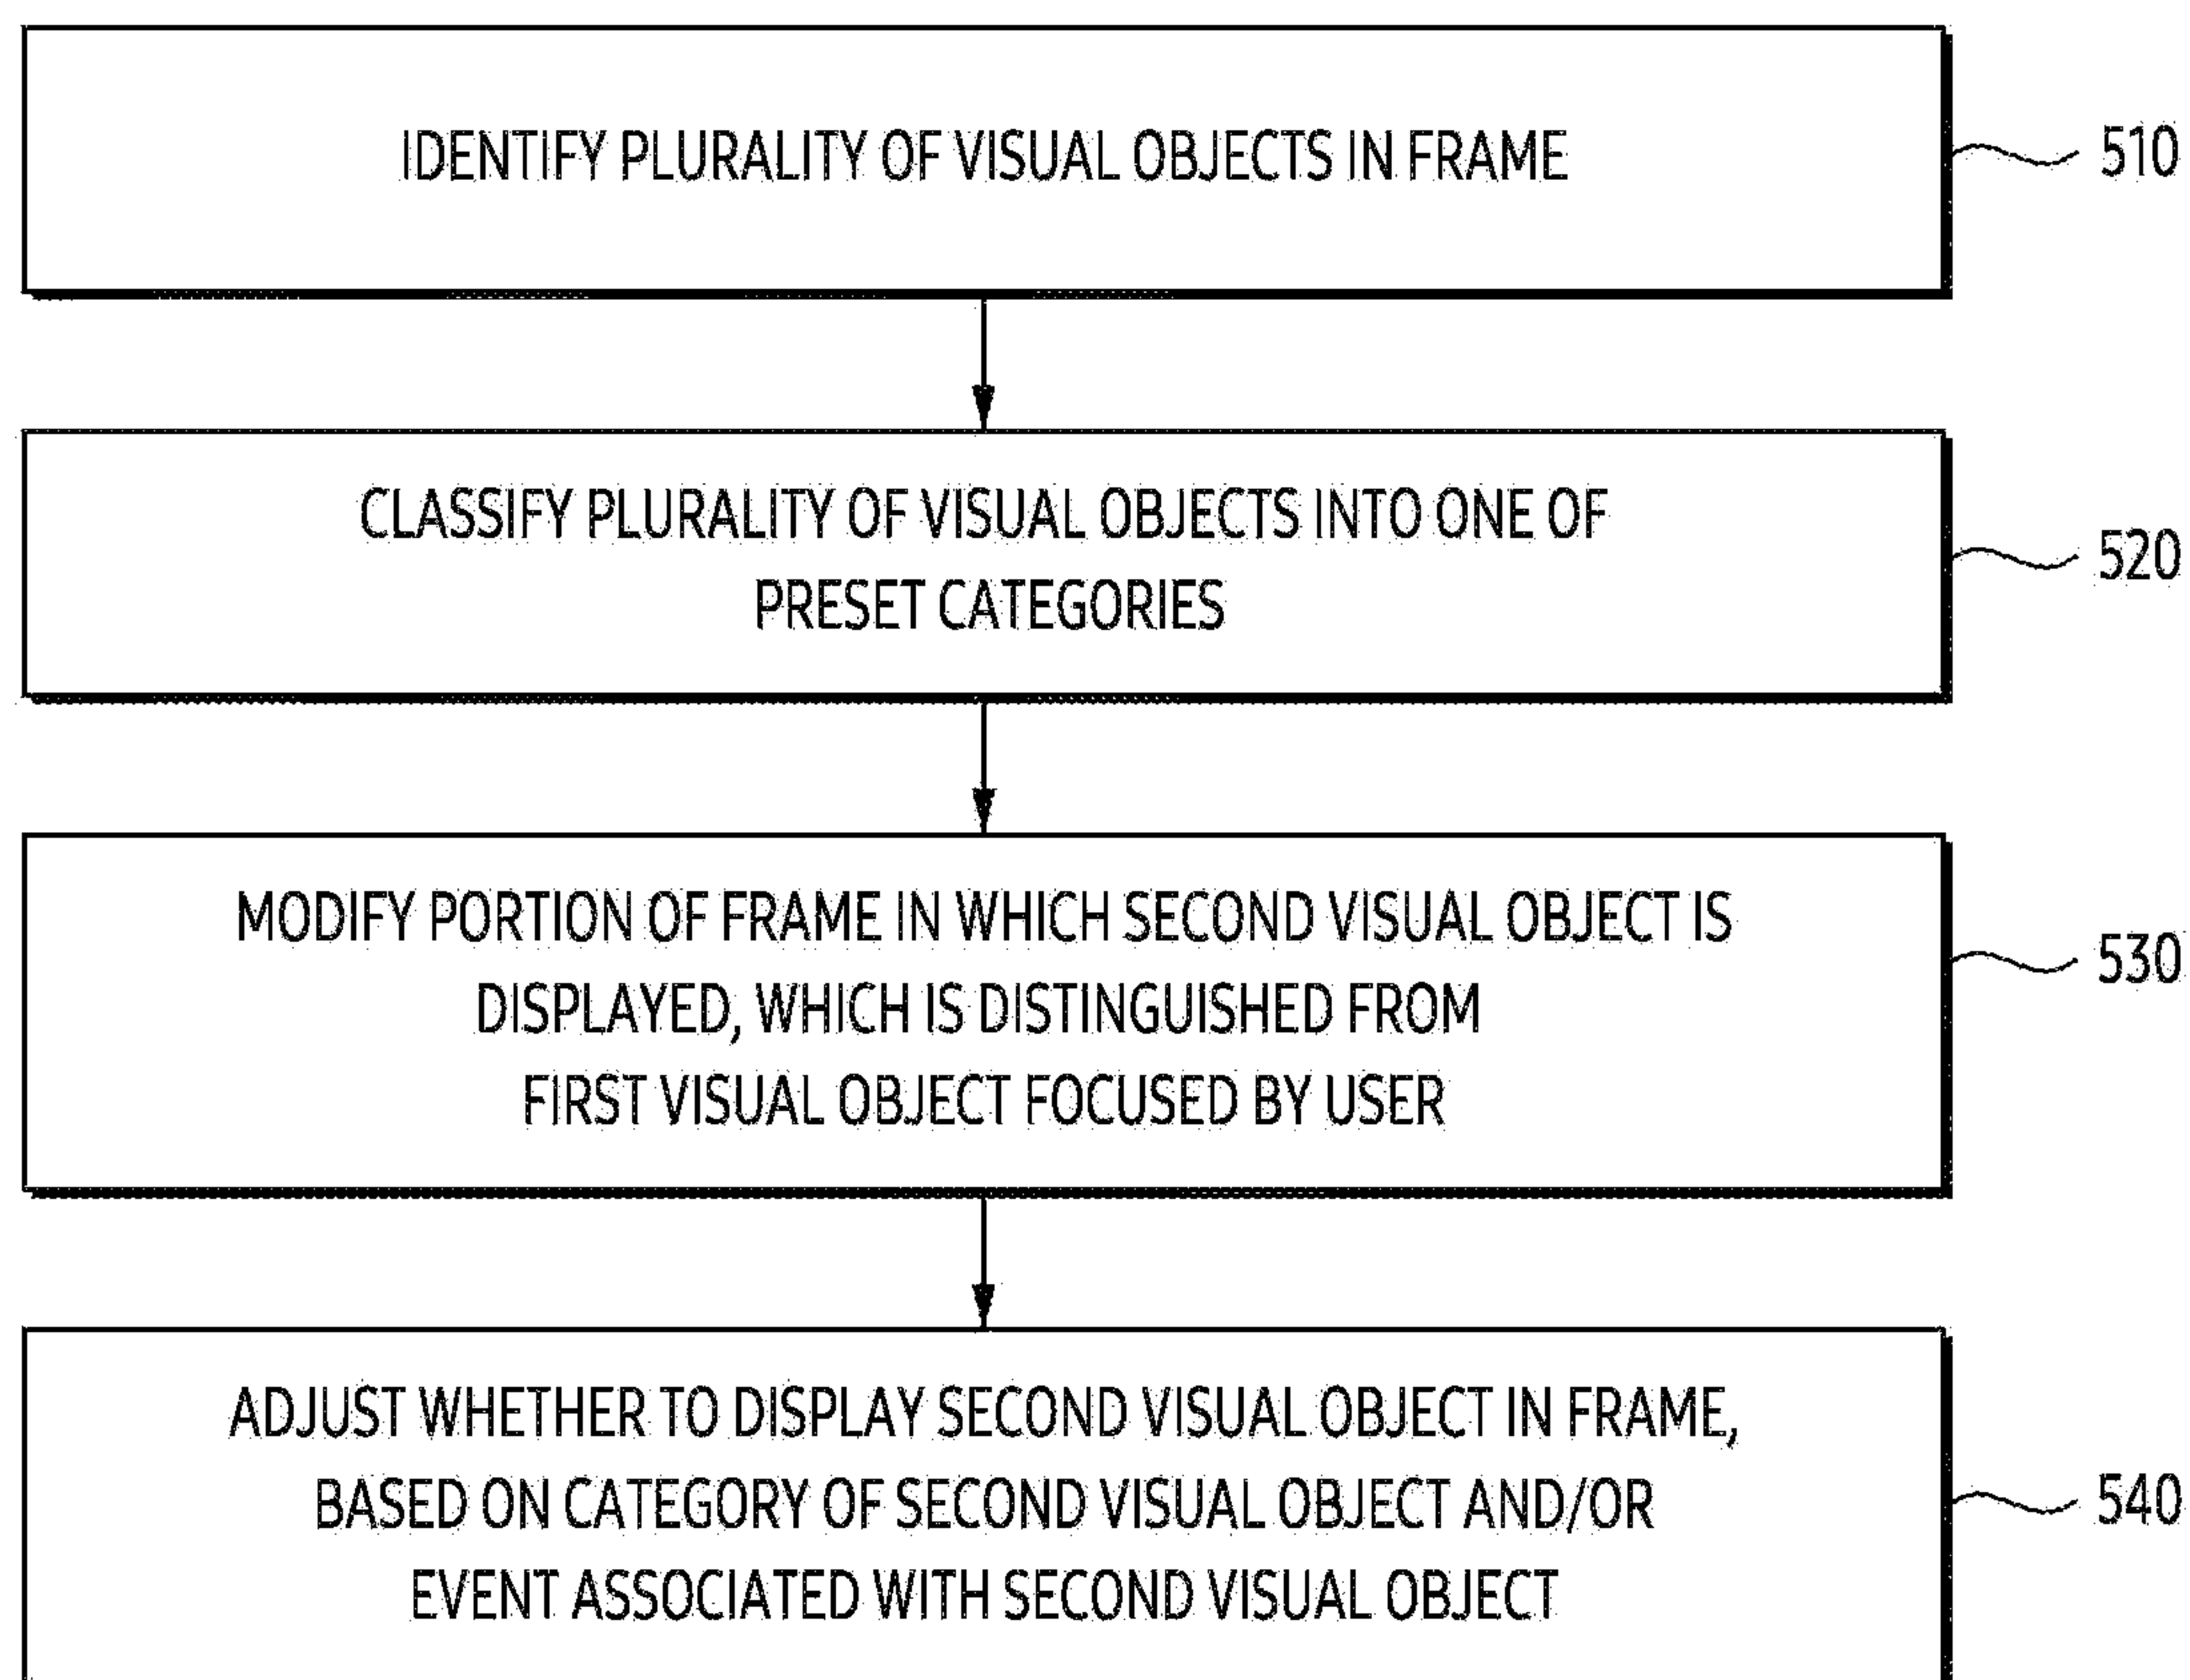 IDENTIFY PLURALITY OF VISUAL OBJECTS IN FRAME
510
CLASSIFY PLURALITY OF VISUAL OBJECTS INTO ONE OF
PRESET CATEGORIES
520
MODIFY PORTION OF FRAME IN WHICH SECOND VISUAL OBJECT IS
DISPLAYED, WHICH IS DISTINGUISHED FROM
FIRST VISUAL OBJECT FOCUSED BY USER
530
ADJUST WHETHER TO DISPLAY SECOND VISUAL OBJECT IN FRAME,
BASED ON CATEGORY OF SECOND VISUAL OBJECT AND/OR
EVENT ASSOCIATED WITH SECOND VISUAL OBJECT
540